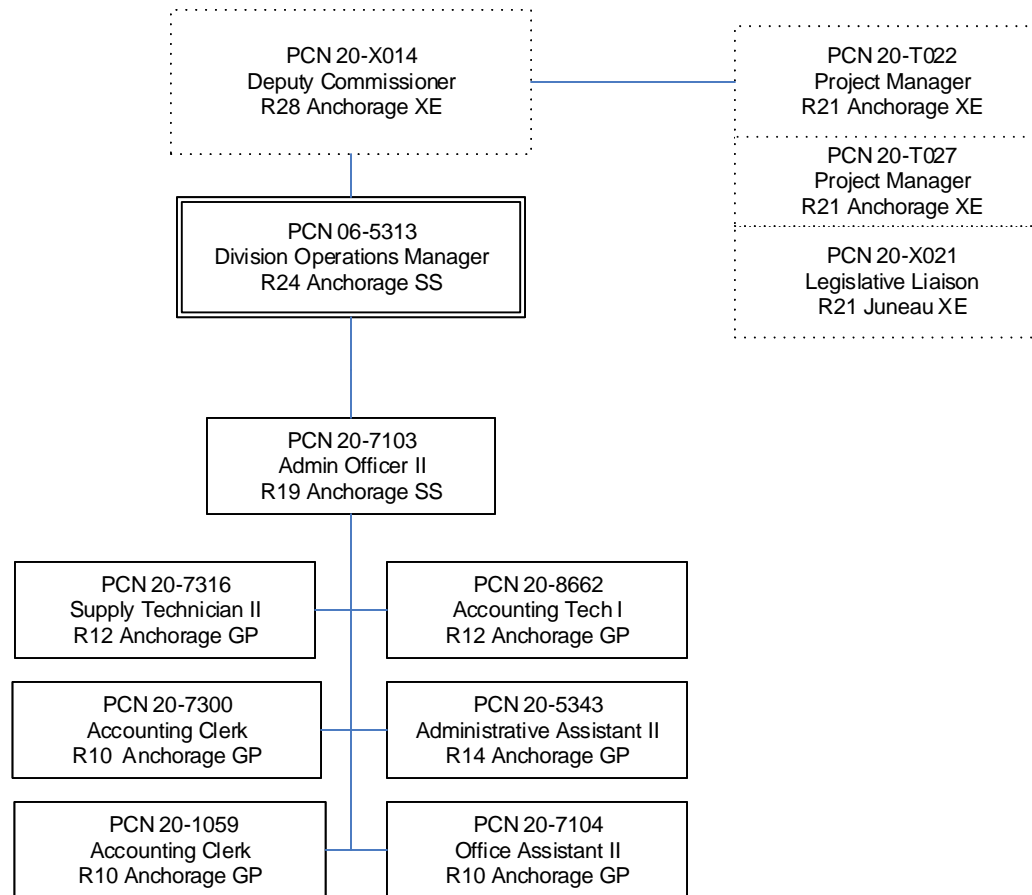 PCN 20-X014
Deputy Commissioner
R28 Anchorage XE
PCN 20-T022
Project Manager
R21 Anchorage XE
PCN 20-T027
Project Manager
R21 Anchorage XE
PCN 20-X021
Legislative Liaison
R21 Juneau XE
PCN 06-5313
Division Operations Manager
R24 Anchorage SS
PCN 20-7103
Admin Officer II
R19 Anchorage SS
PCN 20-7316
Supply Technician II
R12 Anchorage GP
PCN 20-8662
Accounting Tech I
R12 Anchorage GP
PCN 20-7300
Accounting Clerk
R10 Anchorage GP
PCN 20-5343
Administrative Assistant II
R14 Anchorage GP
PCN 20-1059
Accounting Clerk
R10 Anchorage GP
PCN 20-7104
Office Assistant II
R10 Anchorage GP